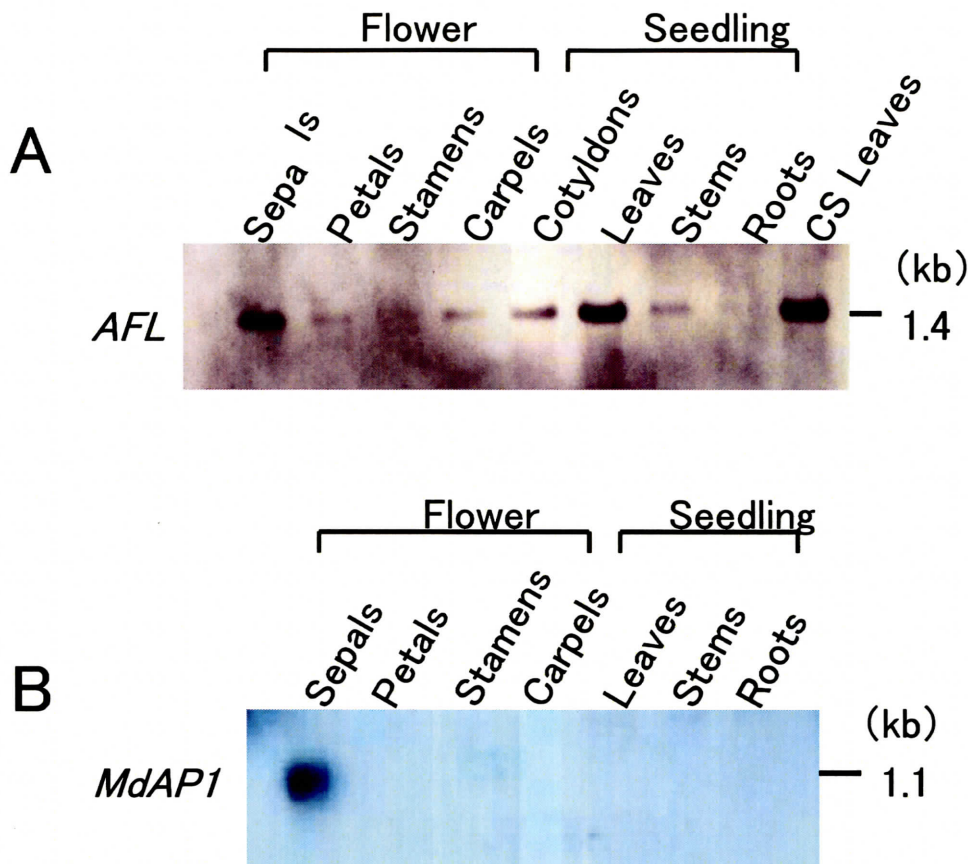 Flower Seedling
A
Sepa ls Petals Stamens Carpels Cotyldons Leaves Stems Roots CS Leaves
(kb)
AFL 1.4
Flower Seedling
B
Sepals Petals Stamens Carpels Leaves Stems Roots
(kb)
MdAP1 1.1